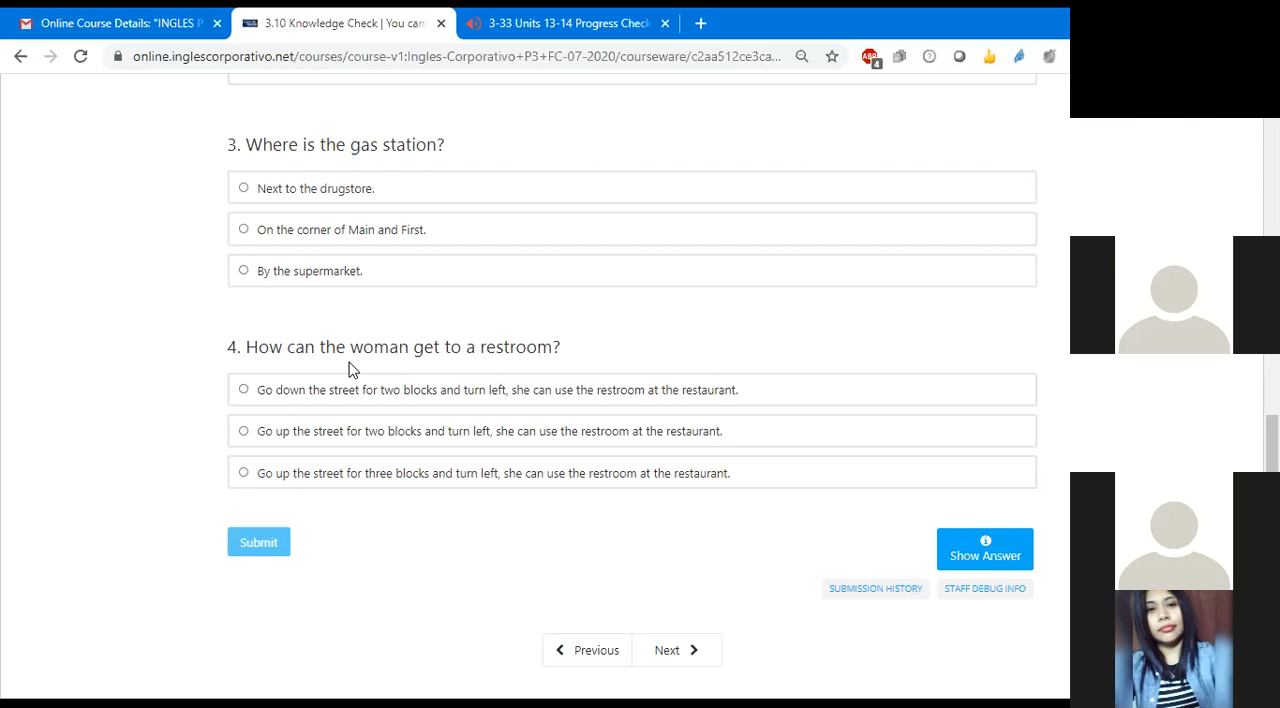 Online Course Details: "INGLES P
3.10 Knowledge Check | You can
3-33 Units 13-14 Progress Check
online.inglescorporativo.net/courses/course-v1:Ingles-Corporativo+P3+FC-07-2020/courseware/c2aa512ce3ca...
ABP
4
3. Where is the gas station?
Next to the drugstore.
On the corner of Main and First.
By the supermarket.
4. How can the woman get to a restroom?
Go down the street for two blocks and turn left, she can use the restroom at the restaurant.
Go up the street for two blocks and turn left, she can use the restroom at the restaurant.
Go up the street for three blocks and turn left, she can use the restroom at the restaurant.
Submit
Show Answer
SUBMISSION HISTORY
STAFF DEBUG INFO
Previous
Next